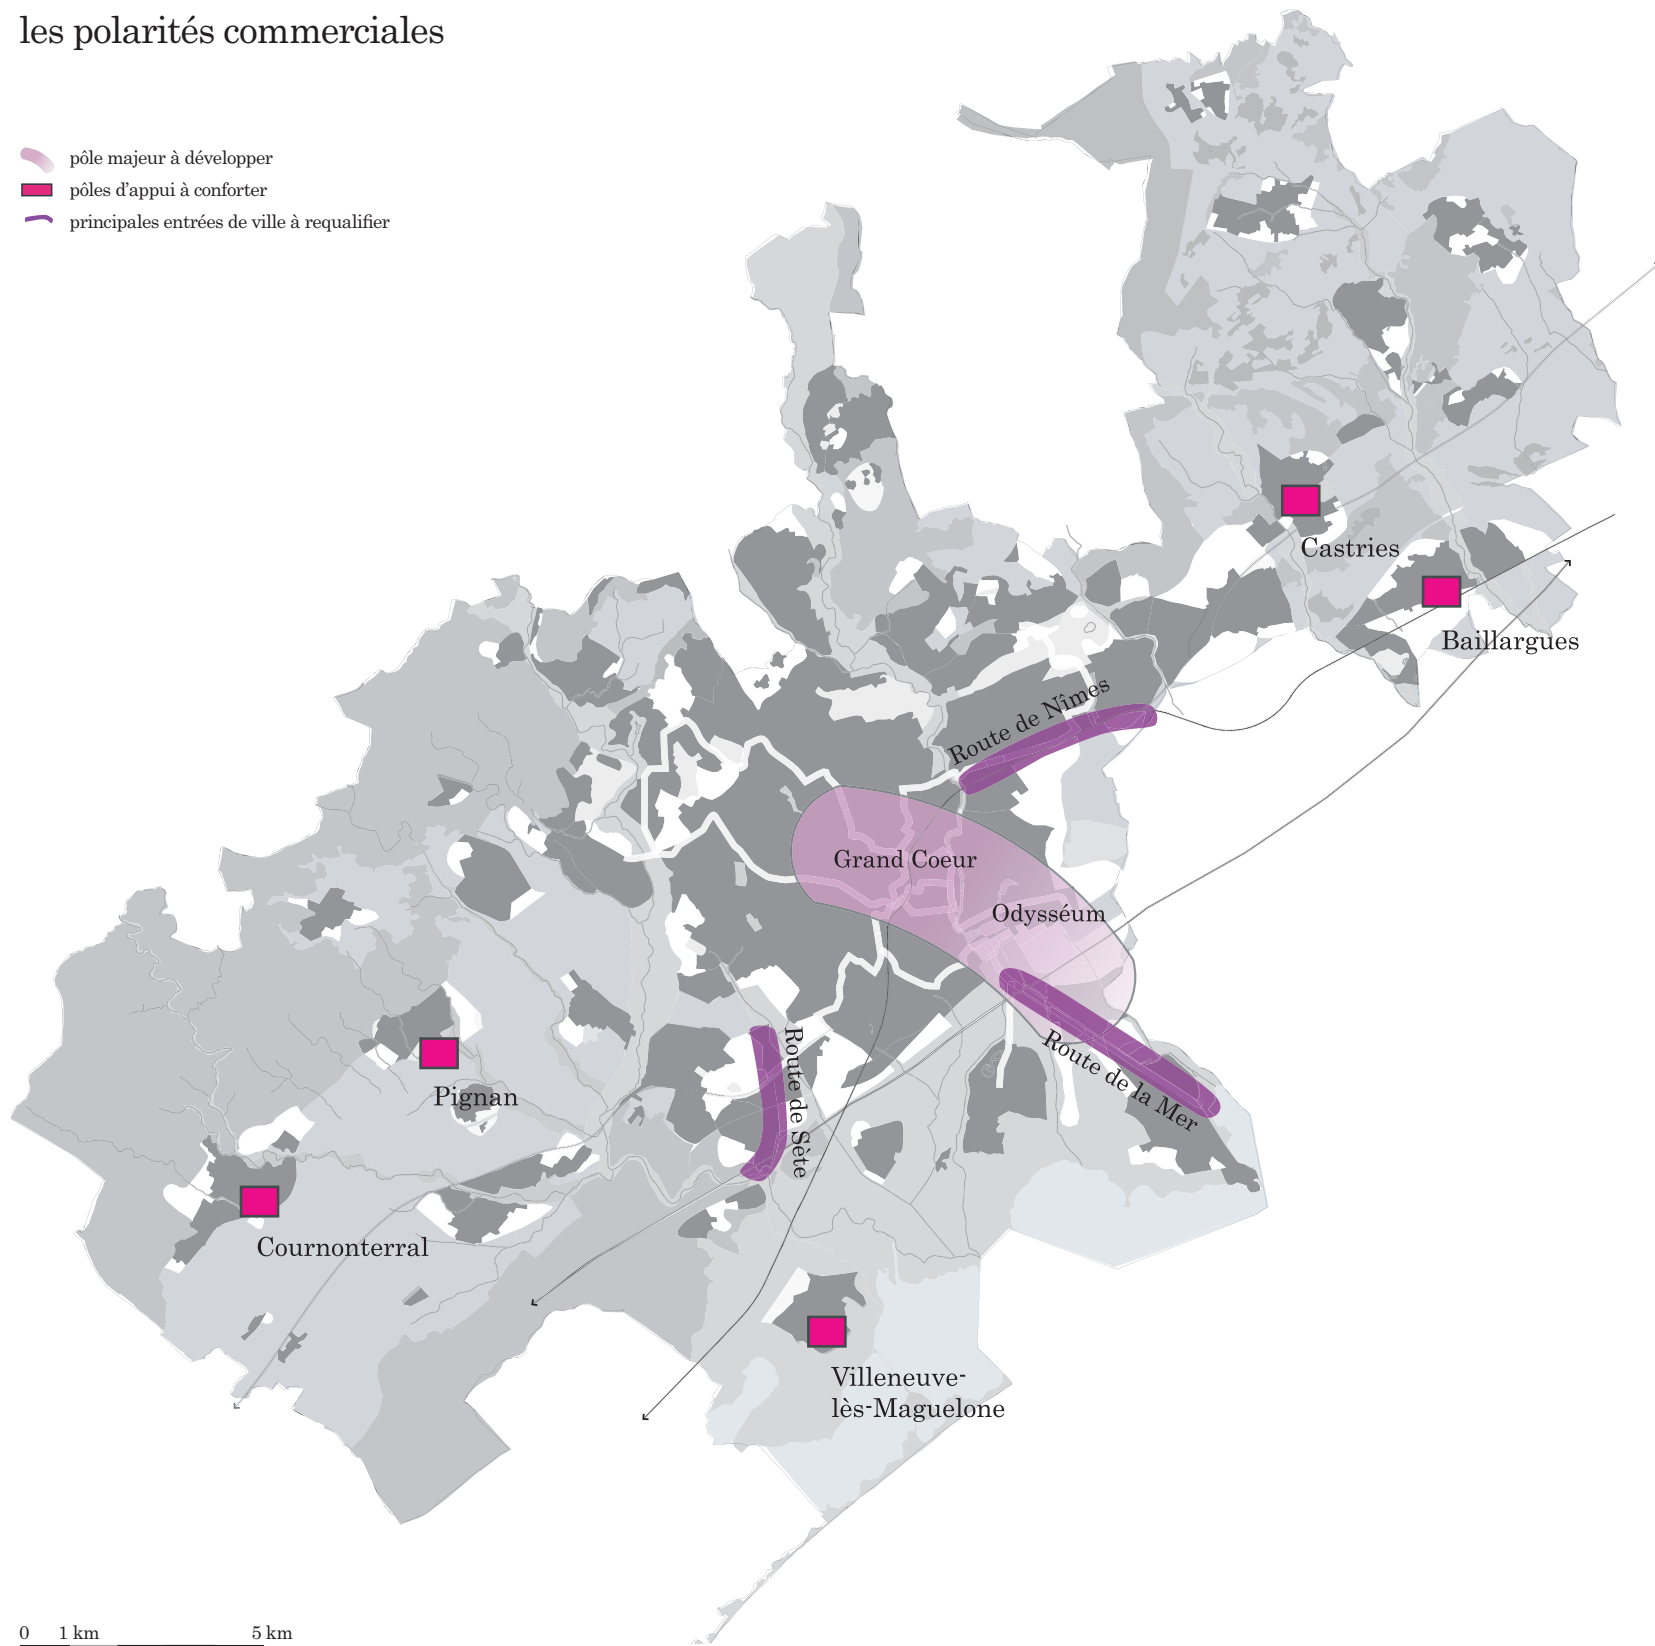 les polarités commerciales
pôle majeur à développer
pôles d'appui à conforter
principales entrées de ville à requalifier
Castries
Baillargues
Route de Nîmes
Grand Coeur
Odysséum
Route de la Mer
Route de Sète
Pignan
Cournonterral
Villeneuve-
lès-Maguelone
0 1 km 5 km